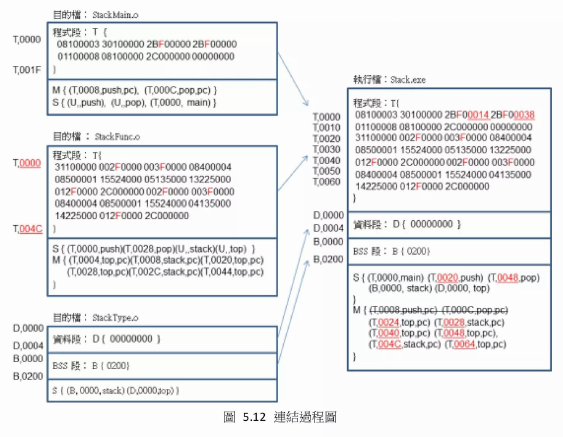 目的檔： StackMain.o
T,0000
T,001F
程式段： T {
08100003 30100000 2BF00000 2BF00000
01100008 08100000 2C000000 00000000
}
M { (T,0008,push,pc), (T,000C,pop,pc) }
S { (U,,push), (U,,pop), (T,0000, main) }
目的檔 ： StackFunc.o
T,0000
T,004C
程式段： T{
31100000 002F0000 003F0000 08400004
08500001 15524000 05135000 13225000
012F0000 2C000000 002F0000 003F0000
08400004 08500001 15524000 04135000
14225000 012F0000 2C000000
}
S { (T,0000,push)(T,0028,pop)(U,,stack)(U,,top) }
M { (T,0004,top,pc)(T,0008,stack,pc)(T,0020,top,pc)
(T,0028,top,pc)(T,002C,stack,pc)(T,0044,top,pc)
}
目的檔： StackType.o
D,0000
D,0004
B,0000
B,0200
資料段： D { 00000000 }
BSS 段： B { 0200}
S { (B, 0000, stack) (D,0000,top) }
執行檔：Stack.exe
T,0000
T,0010
T,0020
T,0030
T,0040
T,0050
T,0060
D,0000
D,0004
B,0000
B,0200
程式段： T{
08100003 30100000 2BF00014 2BF00038
01100008 08100000 2C000000 00000000
31100000 002F0000 003F0000 08400004
08500001 15524000 05135000 13225000
012F0000 2C000000 002F0000 003F0000
08400004 08500001 15524000 04135000
14225000 012F0000 2C000000
}
資料段： D { 00000000 }
BSS 段： B { 0200}
S { (T,0000,main) (T,0020,push) (T,0048,pop)
(B,0000, stack) (D,0000, top)
}
M { (T,0008,push,pc) (T,000C,pop,pc)
(T,0024,top,pc) (T,0028,stack,pc)
(T,0040,top,pc) (T,0048,top,pc),
(T,004C,stack,pc) (T,0064,top,pc)
}
圖 5.12 連結過程圖